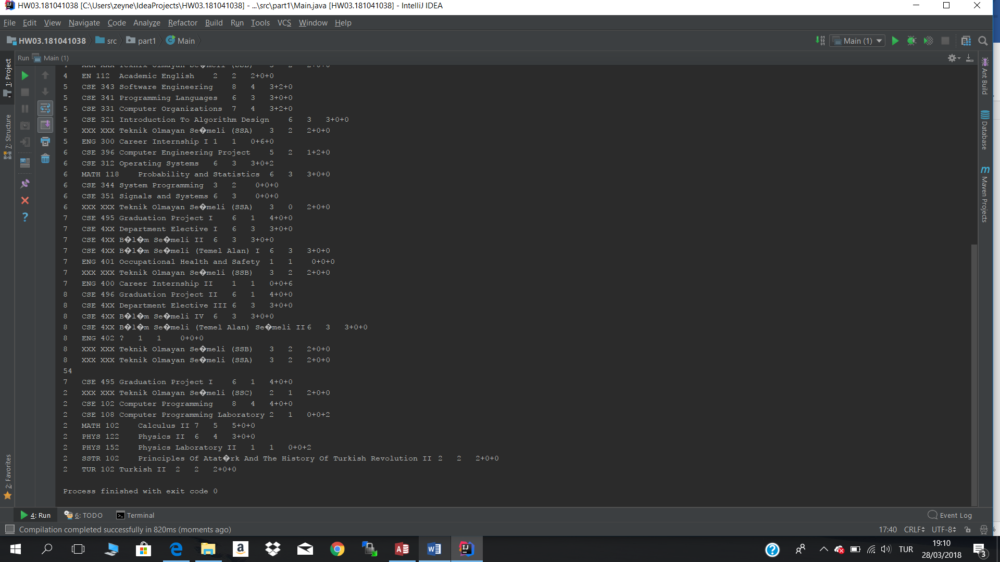 HW03.181041038 [C:\Users\zeyne\IdeaProjects\HW03.181041038] - ...\src\part1\Main.java [HW03.181041038] - IntelliJ IDEA
File Edit View Navigate Code Analyze Refactor Build Run Tools VCS Window Help
HW03.181041038 src part1 Main Main (1)
Run Main (1)
XXX XXX Teknik Olmayan Se�meli (SSB) 3 2 2+0+0
4 EN 112 Academic English 2 2 2+0+0
5 CSE 343 Software Engineering 8 4 3+2+0
5 CSE 341 Programming Languages 6 3 3+0+0
5 CSE 331 Computer Organizations 7 4 3+2+0
5 CSE 321 Introduction To Algorithm Design 6 3 3+0+0
5 XXX XXX Teknik Olmayan Se�meli (SSA) 3 2 2+0+0
5 ENG 300 Career Internship I 1 1 0+6+0
6 CSE 396 Computer Engineering Project 5 2 1+2+0
6 CSE 312 Operating Systems 6 3 3+0+2
6 MATH 118 Probability and Statistics 6 3 3+0+0
6 CSE 344 System Programming 3 2 0+0+0
6 CSE 351 Signals and Systems 6 3 0+0+0
6 XXX XXX Teknik Olmayan Se�meli (SSA) 3 0 2+0+0
7 CSE 495 Graduation Project I 6 1 4+0+0
7 CSE 4XX Department Elective I 6 3 3+0+0
7 CSE 4XX B�l�m Se�meli II 6 3 3+0+0
7 CSE 4XX B�l�m Se�meli (Temel Alan) I 6 3 3+0+0
7 ENG 401 Occupational Health and Safety 1 1 0+0+0
7 XXX XXX Teknik Olmayan Se�meli (SSB) 3 2 2+0+0
7 ENG 400 Career Internship II 1 1 0+0+6
8 CSE 496 Graduation Project II 6 1 4+0+0
8 CSE 4XX Department Elective III 6 3 3+0+0
8 CSE 4XX B�l�m Se�meli IV 6 3 3+0+0
8 CSE 4XX B�l�m Se�meli (Temel Alan) Se�meli II 6 3 3+0+0
8 ENG 402 ? 1 1 0+0+0
8 XXX XXX Teknik Olmayan Se�meli (SSB) 3 2 2+0+0
8 XXX XXX Teknik Olmayan Se�meli (SSA) 3 2 2+0+0
54
7 CSE 495 Graduation Project I 6 1 4+0+0
2 XXX XXX Teknik Olmayan Se�meli (SSC) 2 1 2+0+0
2 CSE 102 Computer Programming 8 4 4+0+0
2 CSE 108 Computer Programming Laboratory 2 1 0+0+2
2 MATH 102 Calculus II 7 5 5+0+0
2 PHYS 122 Physics II 6 4 3+0+0
2 PHYS 152 Physics Laboratory II 1 1 0+0+2
2 SSTR 102 Principles Of Atat�rk And The History Of Turkish Revolution II 2 2 2+0+0
2 TUR 102 Turkish II 2 2 2+0+0
Process finished with exit code 0
1: Project
7: Structure
2: Favorites
Ant Build
Database
Maven Projects
4: Run 6: TODO Terminal Event Log
Compilation completed successfully in 820ms (moments ago) 17:40 CRLF UTF-8
TUR 19:10
28/03/2018
3